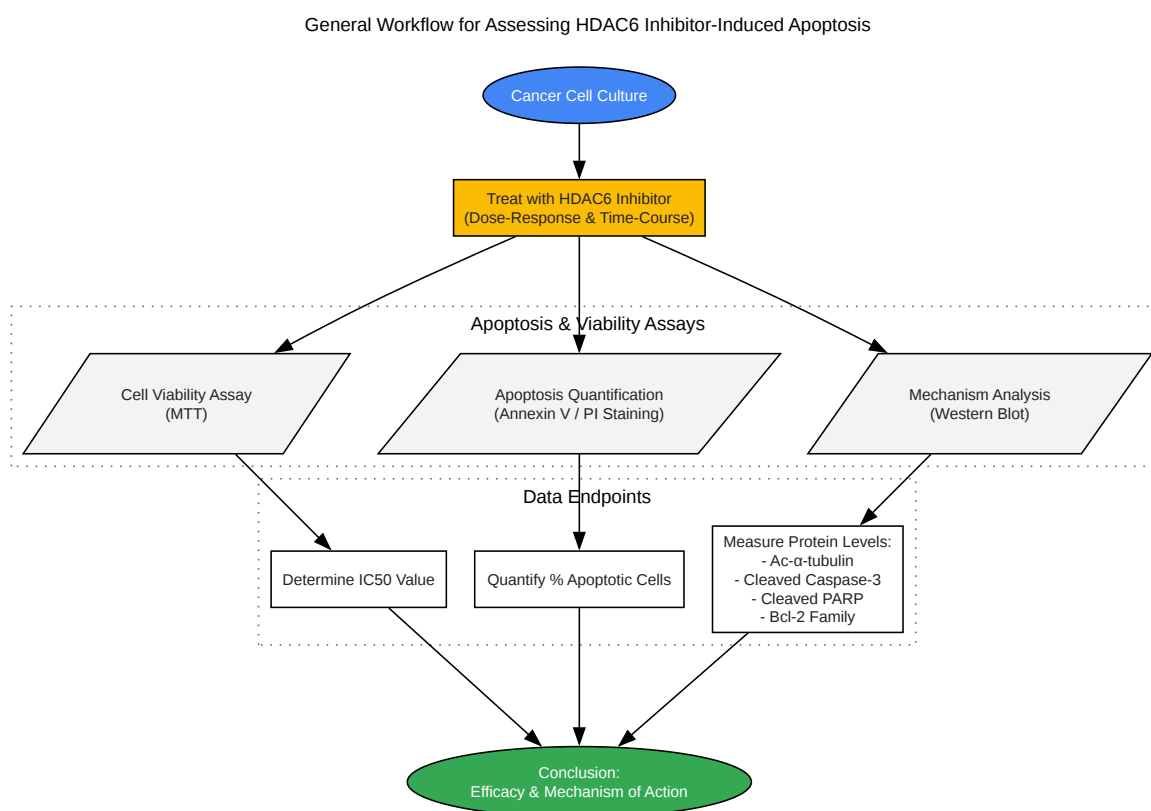 General Workflow for Assessing HDAC6 Inhibitor-Induced Apoptosis
Cancer Cell Culture
Treat with HDAC6 Inhibitor
(Dose-Response & Time-Course)
Apoptosis & Viability Assays
Cell Viability Assay
(MTT)
Apoptosis Quantification
(Annexin V / PI Staining)
Mechanism Analysis
(Western Blot)
Data Endpoints
Determine IC50 Value
Quantify % Apoptotic Cells
Measure Protein Levels:
- Ac-α-tubulin
- Cleaved Caspase-3
- Cleaved PARP
- Bcl-2 Family
Conclusion:
Efficacy & Mechanism of Action